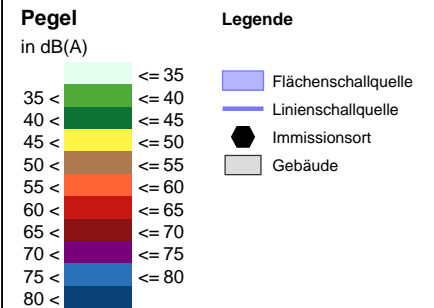 Pegel
in dB(A)
<= 35
35 < <= 40
40 < <= 45
45 < <= 50
50 < <= 55
55 < <= 60
60 < <= 65
65 < <= 70
70 < <= 75
75 < <= 80
80 <
Legende
Flächenschallquelle
Linienschallquelle
Immissionsort
Gebäude